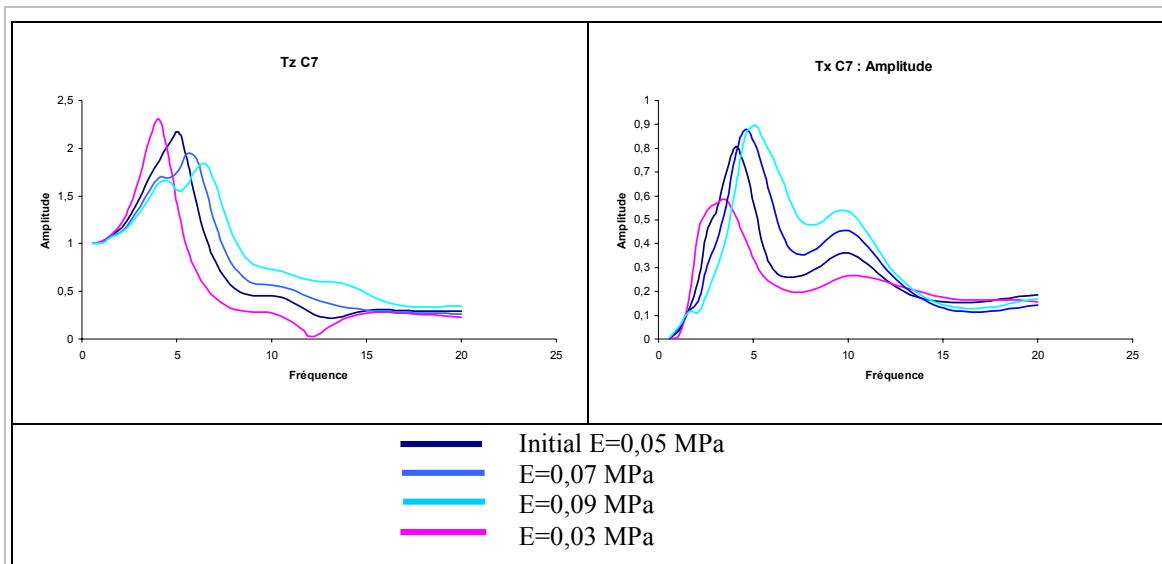 Tz C7
2,5
2
1,5
1
0,5
0
0 5 10 15 20 25
Amplitude
Fréquence
Tx C7 : Amplitude
1
0,9
0,8
0,7
0,6
0,5
0,4
0,3
0,2
0,1
0
0 5 10 15 20 25
Amplitude
Fréquence
Initial E=0,05 MPa
E=0,07 MPa
E=0,09 MPa
E=0,03 MPa